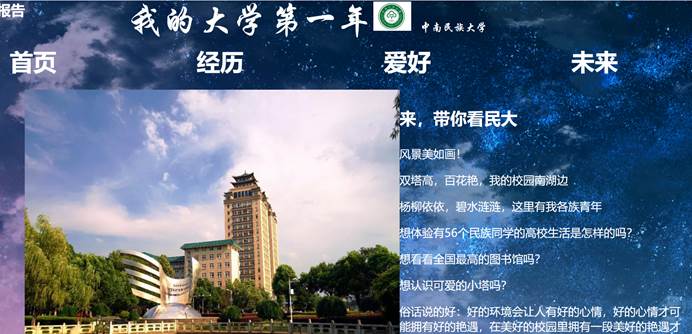 报告
我的大学第一年
中南民族大学
首页 经历 爱好 未来
来，带你看民大
风景美如画！
双塔高，百花艳，我的校园南湖边
杨柳依依，碧水涟涟，这里有我各族青年
想体验有56个民族同学的高校生活是怎样的吗?
想看看全国最高的图书馆吗?
想认识可爱的小塔吗?
俗话说的好：好的环境会让人有好的心情，好的心情才可
能拥有好的艳遇，在美好的校园里拥有一段美好的艳遇才